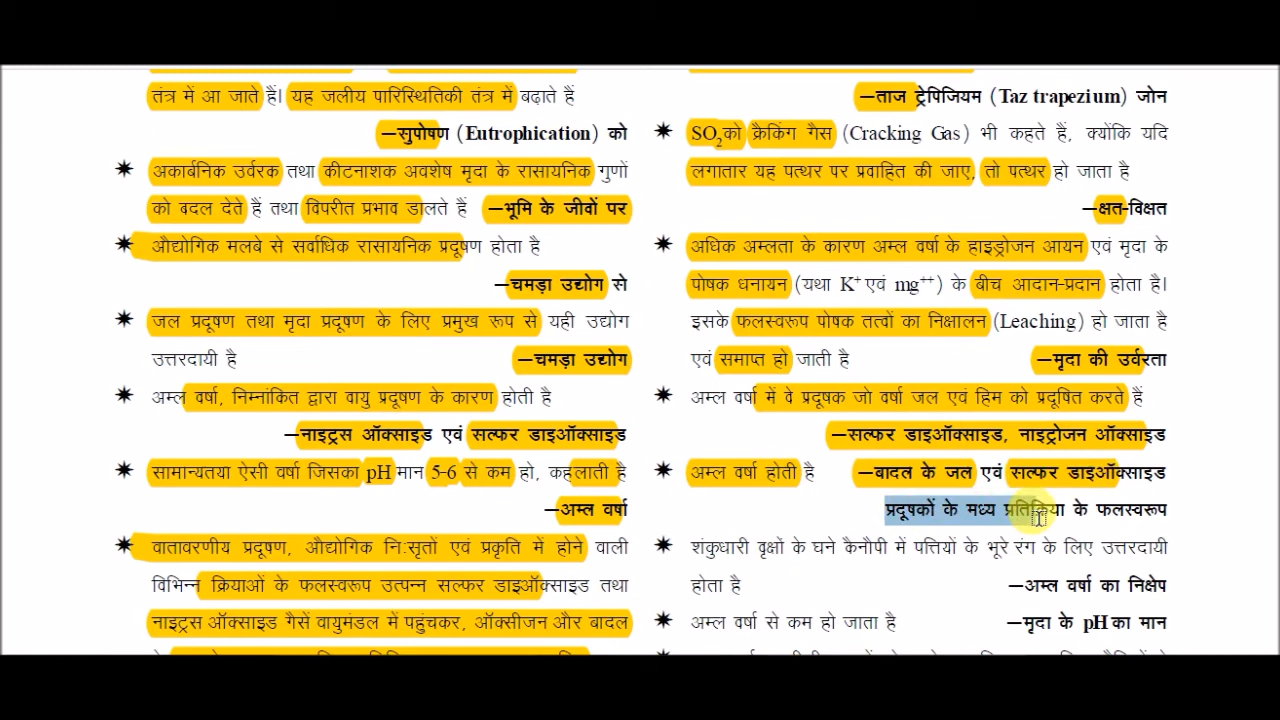 तंत्र में आ जाते हैं। यह जलीय पारिस्थितिकी तंत्र में बढ़ाते हैं
—सुपोषण (Eutrophication) को
✷ अकार्बनिक उर्वरक तथा कीटनाशक अवशेष मृदा के रासायनिक गुणों
को बदल देते हैं तथा विपरीत प्रभाव डालते हैं —भूमि के जीवों पर
✷ औद्योगिक मलबे से सर्वाधिक रासायनिक प्रदूषण होता है
—चमड़ा उद्योग से
✷ जल प्रदूषण तथा मृदा प्रदूषण के लिए प्रमुख रूप से यही उद्योग
उत्तरदायी है —चमड़ा उद्योग
✷ अम्ल वर्षा, निम्नांकित द्वारा वायु प्रदूषण के कारण होती है
—नाइट्रस ऑक्साइड एवं सल्फर डाइऑक्साइड
✷ सामान्यतया ऐसी वर्षा जिसका pH मान 5-6 से कम हो, कहलाती है
—अम्ल वर्षा
✷ वातावरणीय प्रदूषण, औद्योगिक नि:सृतों एवं प्रकृति में होने वाली
विभिन्न क्रियाओं के फलस्वरूप उत्पन्न सल्फर डाइऑक्साइड तथा
नाइट्रस ऑक्साइड गैसें वायुमंडल में पहुंचकर, ऑक्सीजन और बादल
—ताज ट्रेपिजियम (Taz trapezium) जोन
✷ SO2को क्रैकिंग गैस (Cracking Gas) भी कहते हैं, क्योंकि यदि
लगातार यह पत्थर पर प्रवाहित की जाए, तो पत्थर हो जाता है
—क्षत-विक्षत
✷ अधिक अम्लता के कारण अम्ल वर्षा के हाइड्रोजन आयन एवं मृदा के
पोषक धनायन (यथा K+ एवं mg++) के बीच आदान-प्रदान होता है।
इसके फलस्वरूप पोषक तत्वों का निक्षालन (Leaching) हो जाता है
एवं समाप्त हो जाती है —मृदा की उर्वरता
✷ अम्ल वर्षा में वे प्रदूषक जो वर्षा जल एवं हिम को प्रदूषित करते हैं
—सल्फर डाइऑक्साइड, नाइट्रोजन ऑक्साइड
✷ अम्ल वर्षा होती है —बादल के जल एवं सल्फर डाइऑक्साइड
प्रदूषकों के मध्य प्रतिक्रिया के फलस्वरूप
✷ शंकुधारी वृक्षों के घने कैनौपी में पत्तियों के भूरे रंग के लिए उत्तरदायी
होता है —अम्ल वर्षा का निक्षेप
✷ अम्ल वर्षा से कम हो जाता है —मृदा के pH का मान